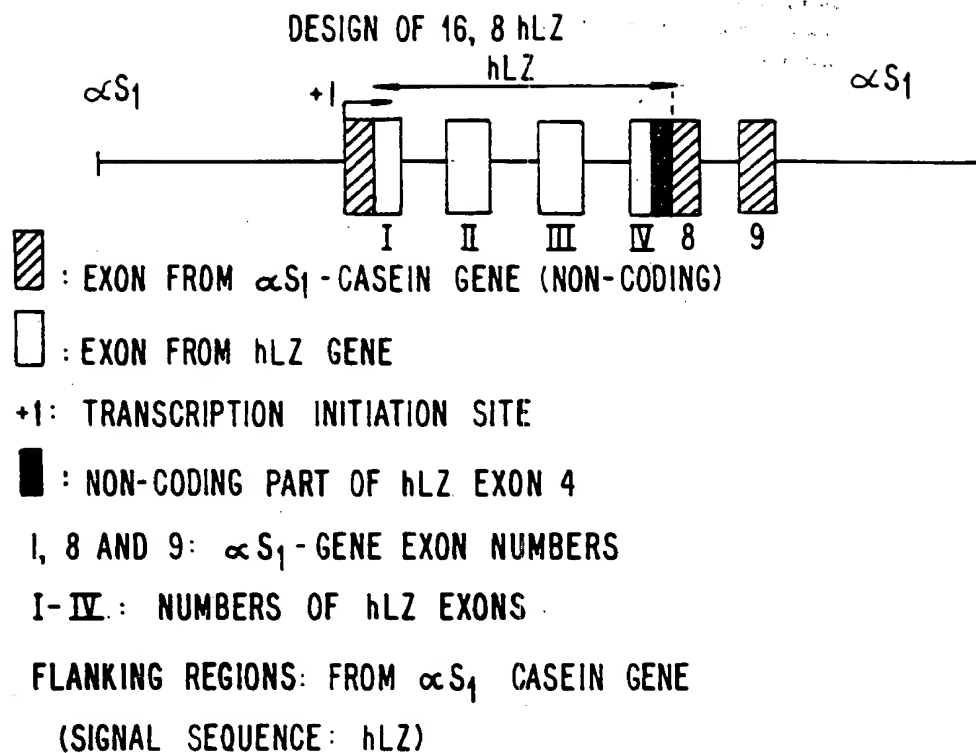 DESIGN OF 16, 8 hLZ
hLZ
αS1 +1 αS1
I II III IV 8 9
: EXON FROM αS1-CASEIN GENE (NON-CODING)
: EXON FROM hLZ GENE
+1: TRANSCRIPTION INITIATION SITE
: NON-CODING PART OF hLZ EXON 4
1, 8 AND 9: αS1-GENE EXON NUMBERS
I-IV: NUMBERS OF hLZ EXONS
FLANKING REGIONS: FROM αS1 CASEIN GENE
(SIGNAL SEQUENCE: hLZ)